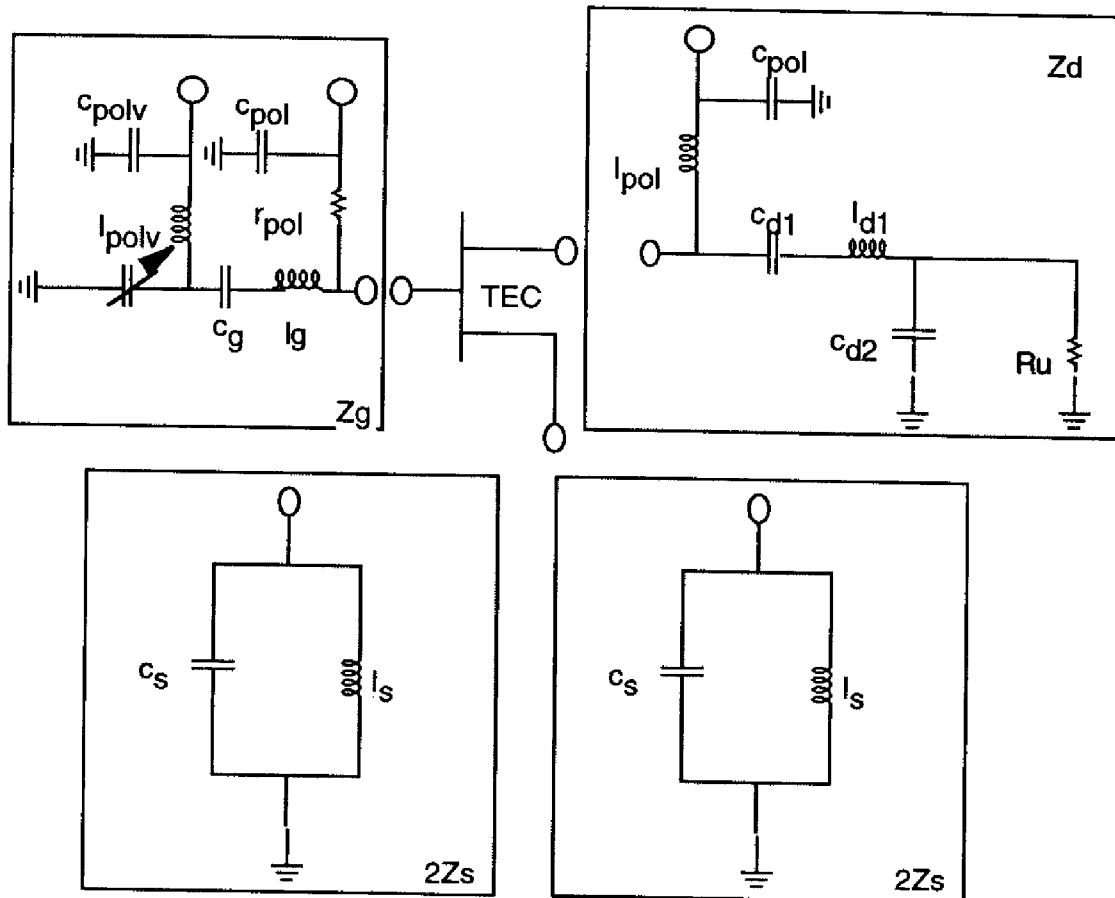 cpolv
cpol
lpolv
rpol
cg
lg
Zg
TEC
cpol
Zd
lpol
cd1
ld1
cd2
Ru
cs
ls
2Zs
cs
ls
2Zs